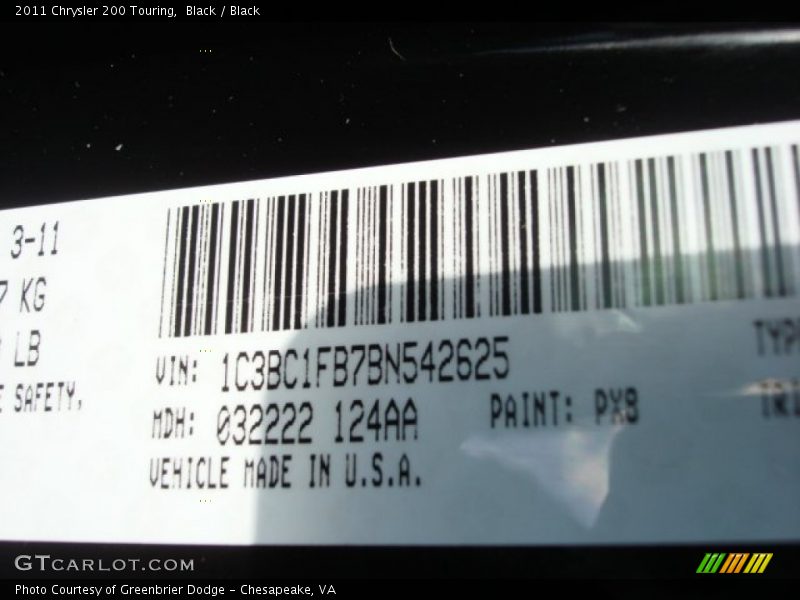 2011 Chrysler 200 Touring,  Black / Black
3-11
7 KG
LB
SAFETY,
VIN: 1C3BC1FB7BN542625
MDH: 032222 124AA
PAINT: PX8
VEHICLE MADE IN U.S.A.
GTCARLOT.COM
Photo Courtesy of Greenbrier Dodge - Chesapeake, VA